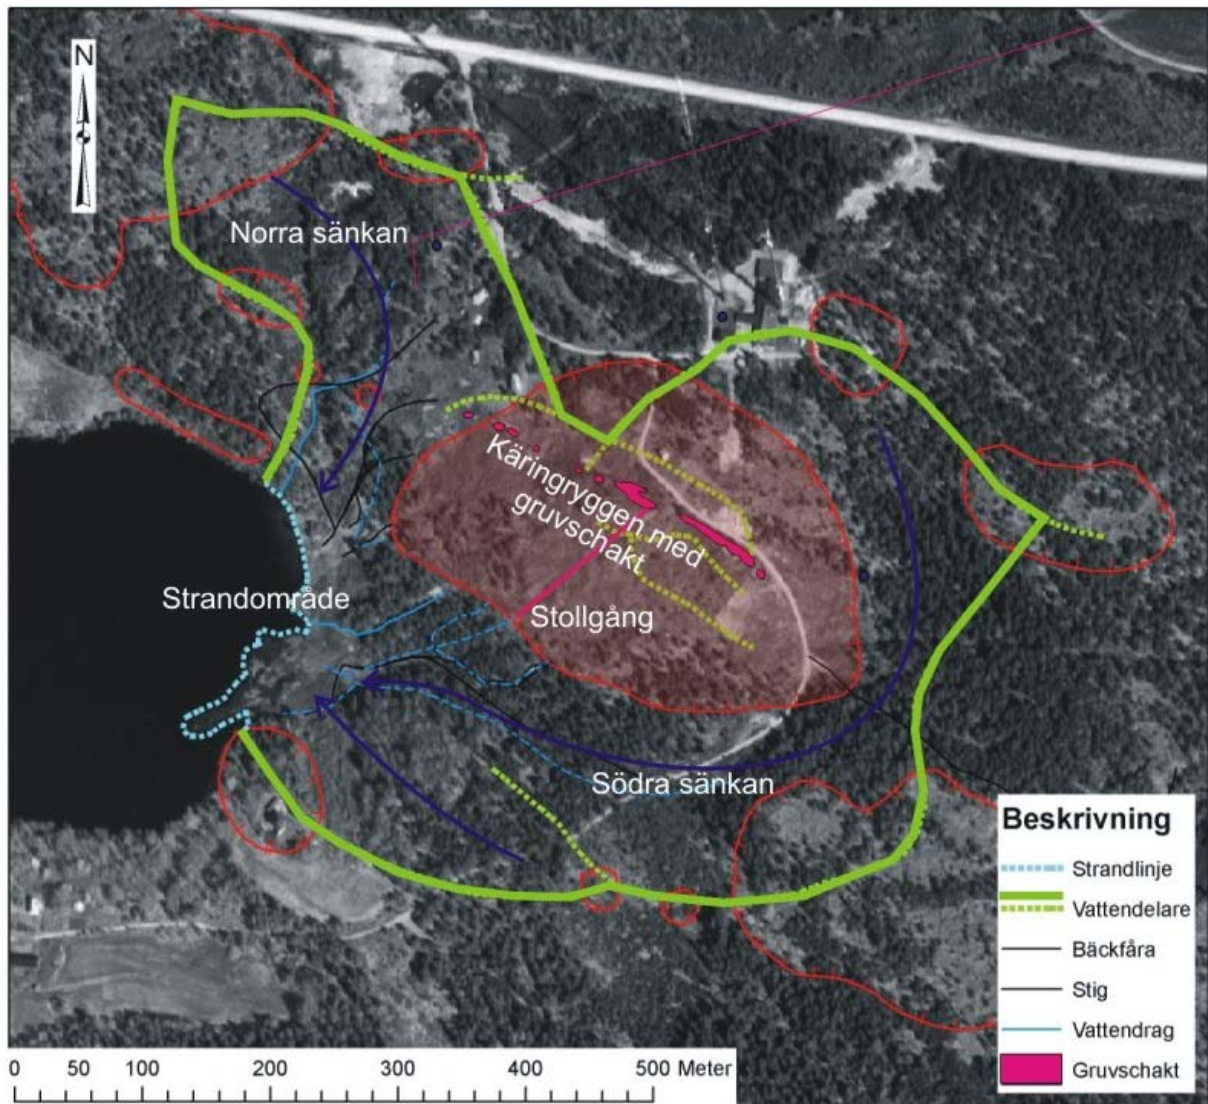 N
Norra sänkan
Käringryggen med
gruvschakt
Strandområde
Stollgång
Södra sänkan
Beskrivning
Strandlinje
Vattendelare
Bäckfåra
Stig
Vattendrag
Gruvschakt
0 50 100 200 300 400 500 Meter